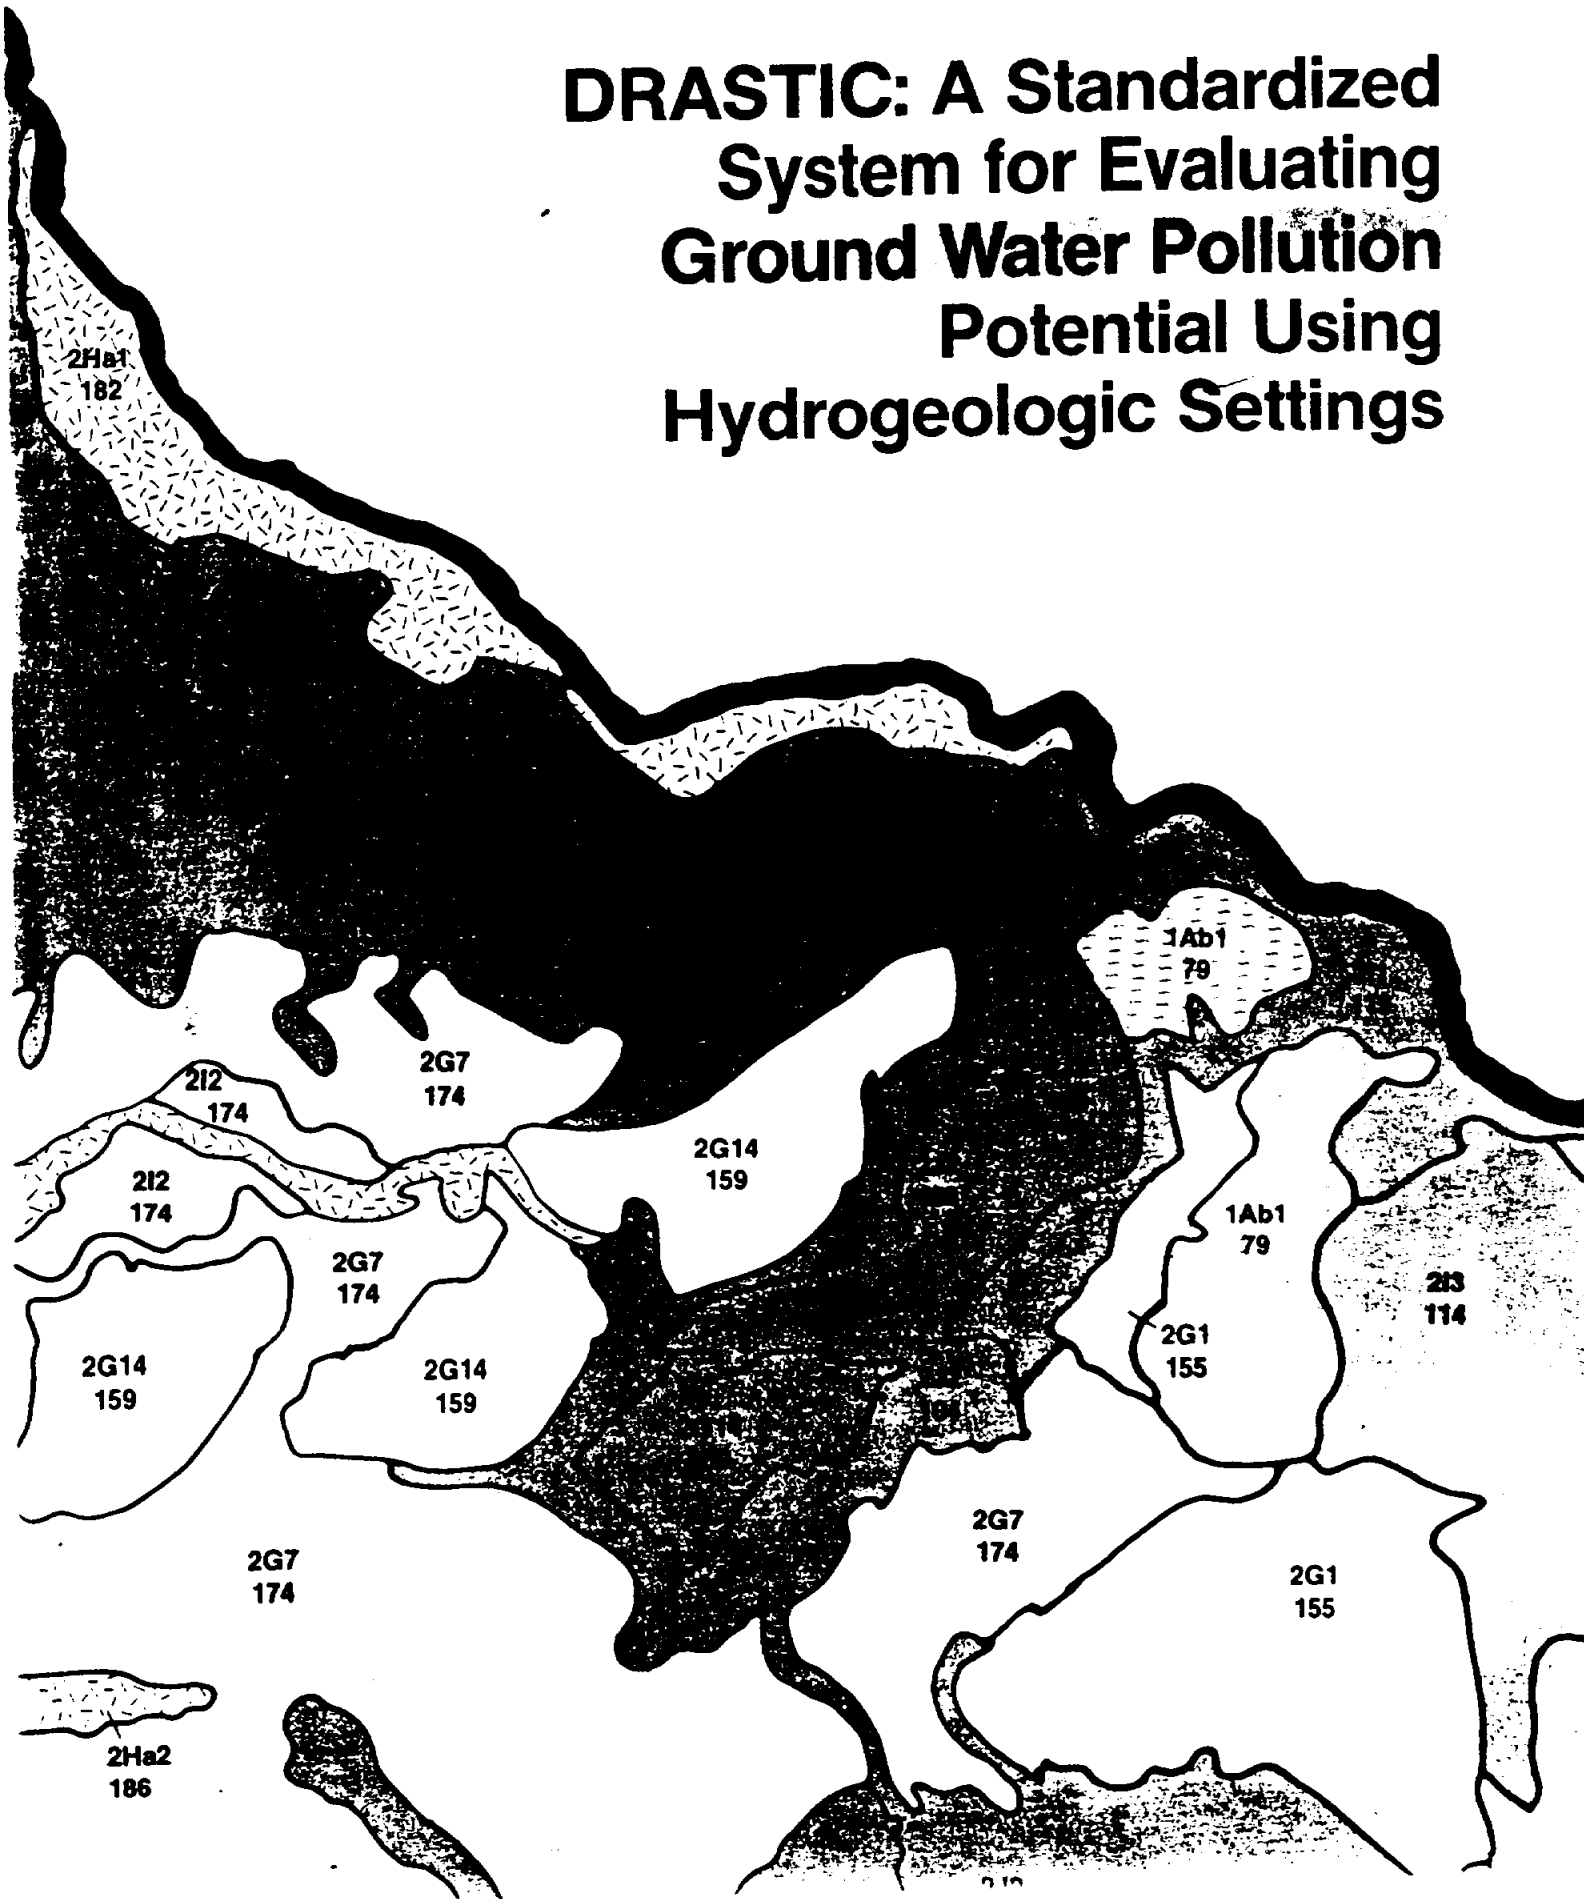 DRASTIC: A Standardized
System for Evaluating
Ground Water Pollution
Potential Using
Hydrogeologic Settings
2Ha1
182
1Ab1
79
2G7
174
2I2
174
2G14
159
2I2
174
1Ab1
79
2G7
174
2I3
114
2G1
155
2G14
159
2G14
159
2G7
174
2G7
174
2G1
155
2Ha2
186